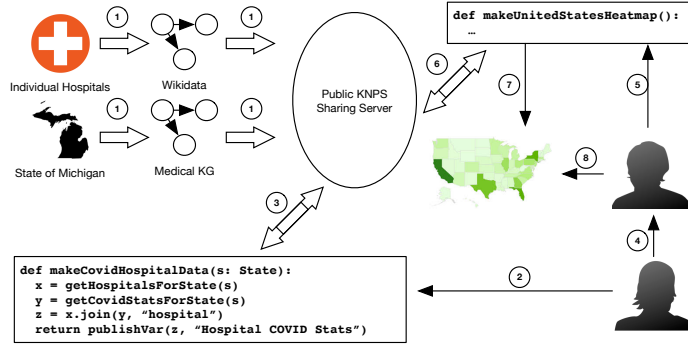 1
1
def makeUnitedStatesHeatmap():
…
6
7
5
Individual Hospitals
Wikidata
Public KNPS
Sharing Server
1
1
8
State of Michigan
Medical KG
3
4
def makeCovidHospitalData(s: State):
x = getHospitalsForState(s)
y = getCovidStatsForState(s)
z = x.join(y, “hospital”)
return publishVar(z, “Hospital COVID Stats”)
2